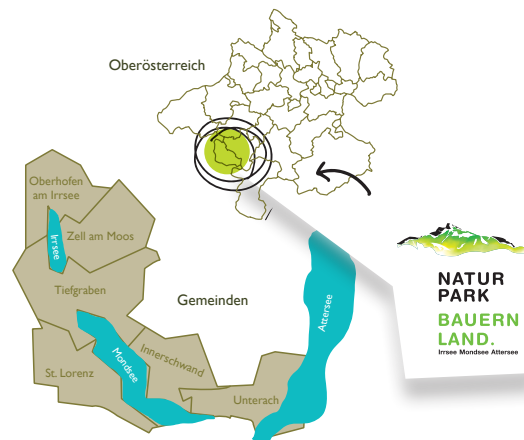 Oberösterreich
Oberhofen
am Irrsee
Irrsee
Zell am Moos
Tiefgraben
Gemeinden
Attersee
Mondsee
Innerschwand
St. Lorenz
Unterach
NATUR
PARK
BAUERN
LAND.
Irrsee Mondsee Attersee